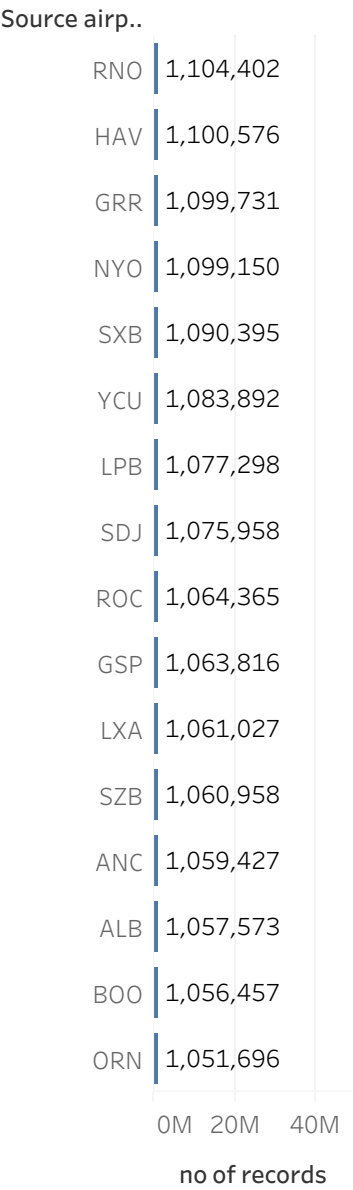 Source airp..
RNO 1,104,402
HAV 1,100,576
GRR 1,099,731
NYO 1,099,150
SXB 1,090,395
YCU 1,083,892
LPB 1,077,298
SDJ 1,075,958
ROC 1,064,365
GSP 1,063,816
LXA 1,061,027
SZB 1,060,958
ANC 1,059,427
ALB 1,057,573
BOO 1,056,457
ORN 1,051,696
0M 20M 40M
no of records